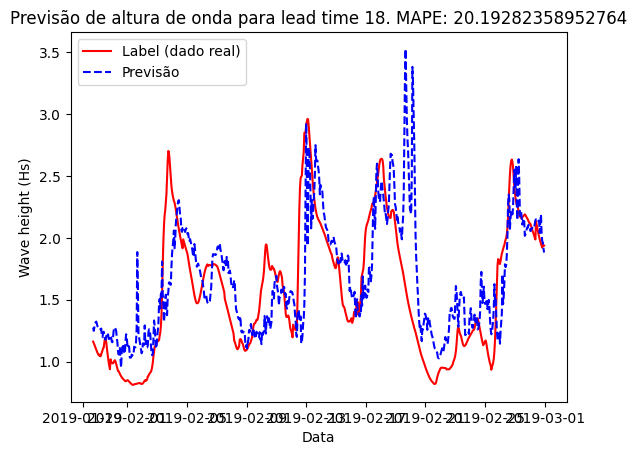 Previsão de altura de onda para lead time 18. MAPE: 20.19282358952764
Label (dado real)
Previsão
3.5
3.0
2.5
2.0
1.5
1.0
Wave height (Hs)
2019-02-01
2019-02-05
2019-02-09
2019-02-13
2019-02-17
2019-02-21
2019-02-25
2019-03-01
Data